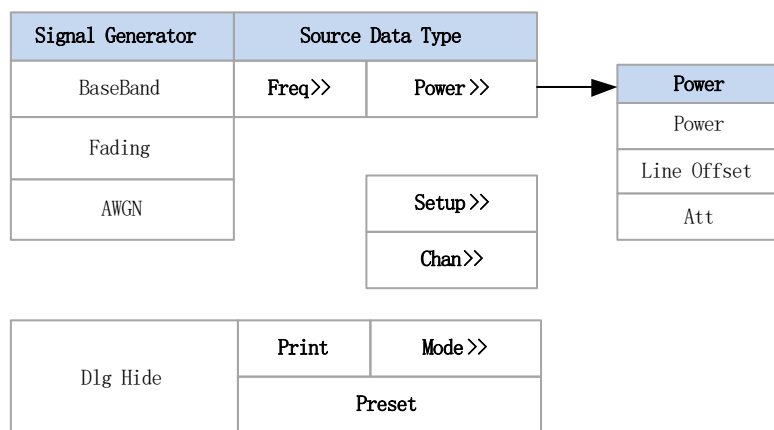 Signal Generator Source Data Type
BaseBand Freq>> Power>> Power
Fading Power
Line Offset
AWGN Setup>> Att
Chan>>
Dlg Hide Print Mode>>
Preset